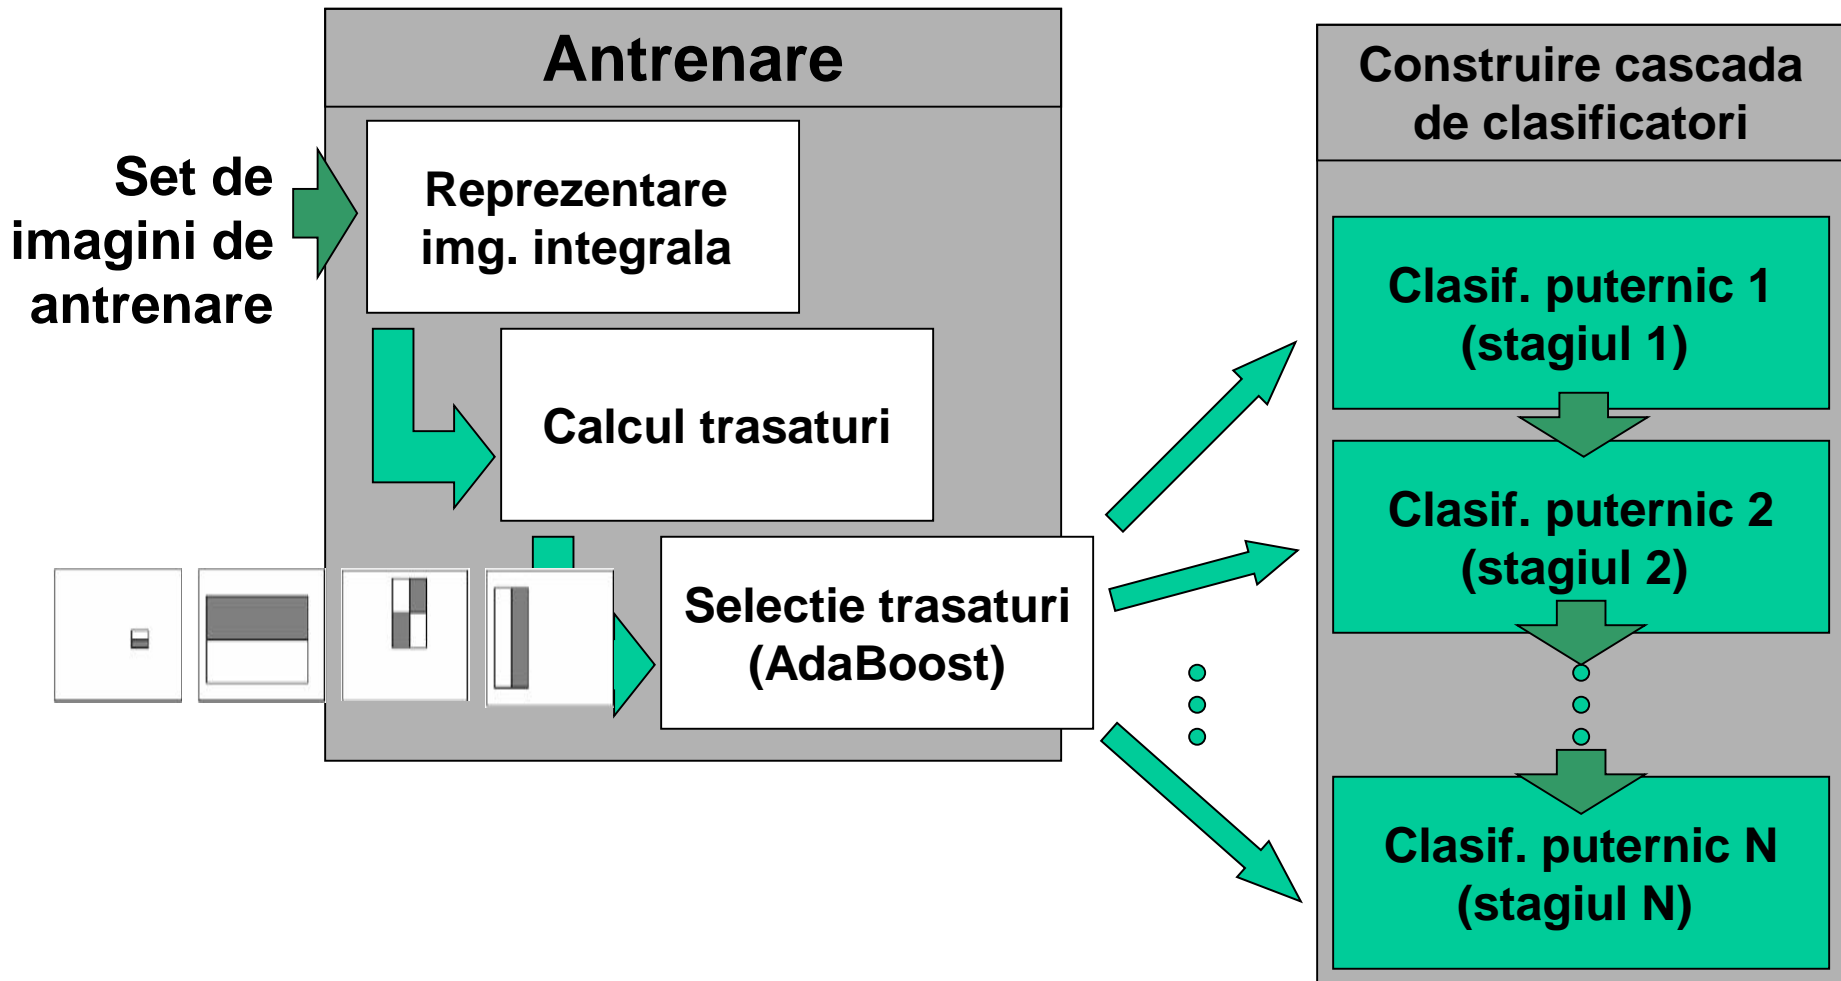 Antrenare
Set de
imagini de
antrenare
Reprezentare
img. integrala
Calcul trasaturi
Selectie trasaturi
(AdaBoost)
Construire cascada
de clasificatori
Clasif. puternic 1
(stagiul 1)
Clasif. puternic 2
(stagiul 2)
Clasif. puternic N
(stagiul N)